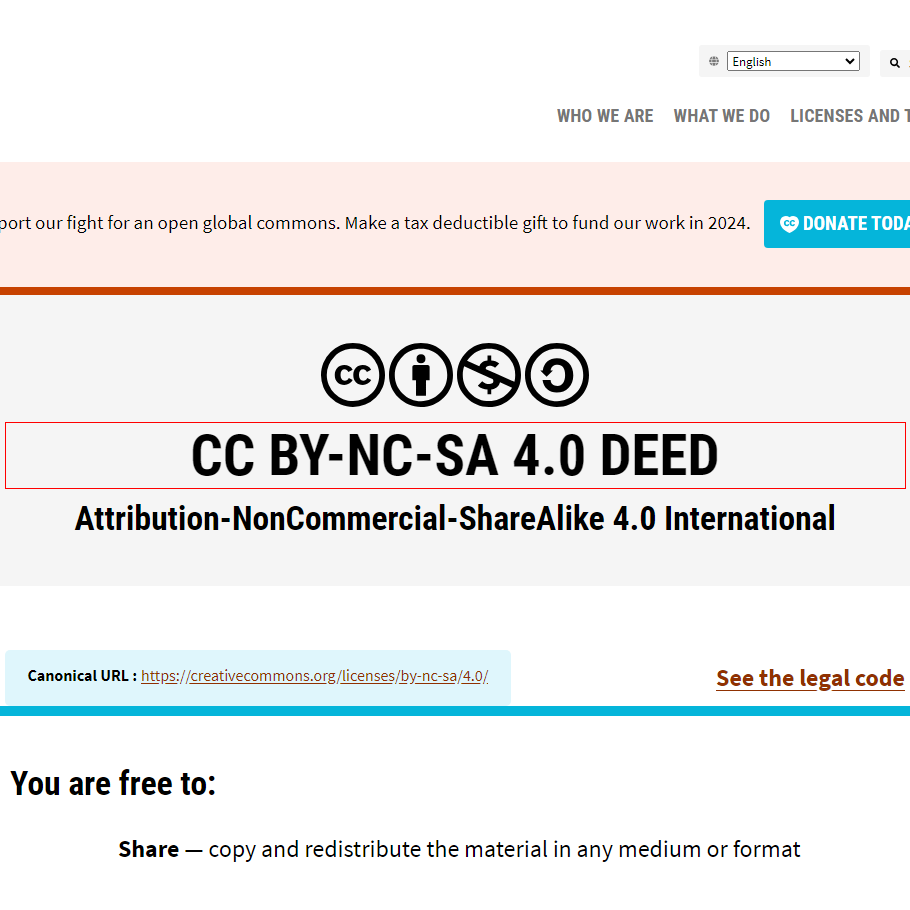 English
WHO WE ARE WHAT WE DO LICENSES AND
port our fight for an open global commons. Make a tax deductible gift to fund our work in 2024.
DONATE TODA
cc
CC BY-NC-SA 4.0 DEED
Attribution-NonCommercial-ShareAlike 4.0 International
Canonical URL : https://creativecommons.org/licenses/by-nc-sa/4.0/
See the legal code
You are free to:
Share — copy and redistribute the material in any medium or format